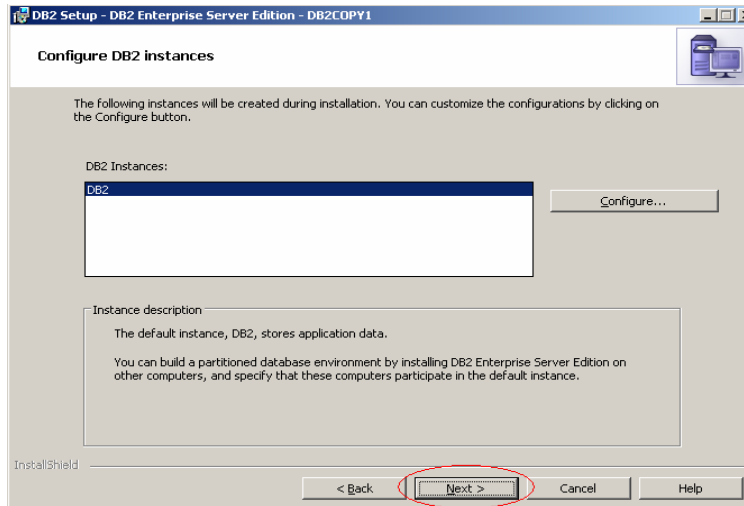 DB2 Setup - DB2 Enterprise Server Edition - DB2COPY1
Configure DB2 instances
The following instances will be created during installation. You can customize the configurations by clicking on
the Configure button.
DB2 Instances:
DB2
Configure...
Instance description
The default instance, DB2, stores application data.
You can build a partitioned database environment by installing DB2 Enterprise Server Edition on
other computers, and specify that these computers participate in the default instance.
InstallShield
< Back
Next >
Cancel
Help